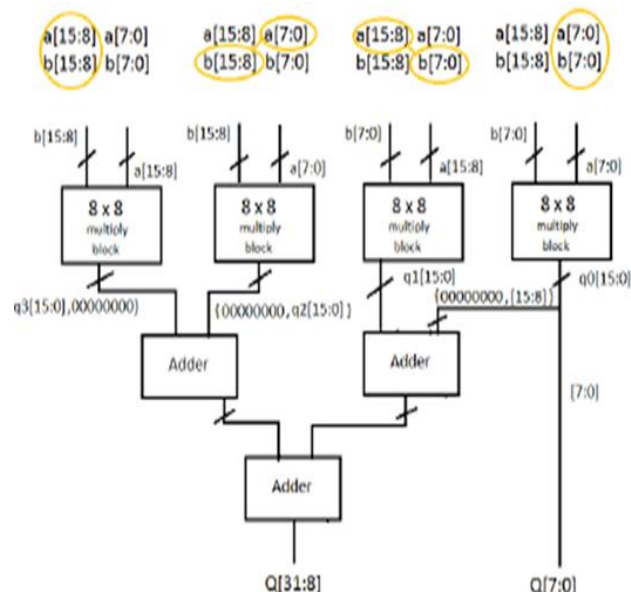 a[15:8] a[7:0] a[15:8] a[7:0] a[15:8] a[7:0] a[15:8] a[7:0]
b[15:8] b[7:0] b[15:8] b[7:0] b[15:8] b[7:0] b[15:8] b[7:0]
b[15:8] a[15:8] b[15:8] a[7:0] b[7:0] a[15:8] b[7:0] a[7:0]
8 x 8 8 x 8 8 x 8 8 x 8
multiply multiply multiply multiply
block block block block
q3[15:0],00000000} {00000000,q2[15:0]} q1[15:0] {00000000,[15:8]} q0[15:0]
Adder Adder
[7:0]
Adder
Q[31:8] Q[7:0]